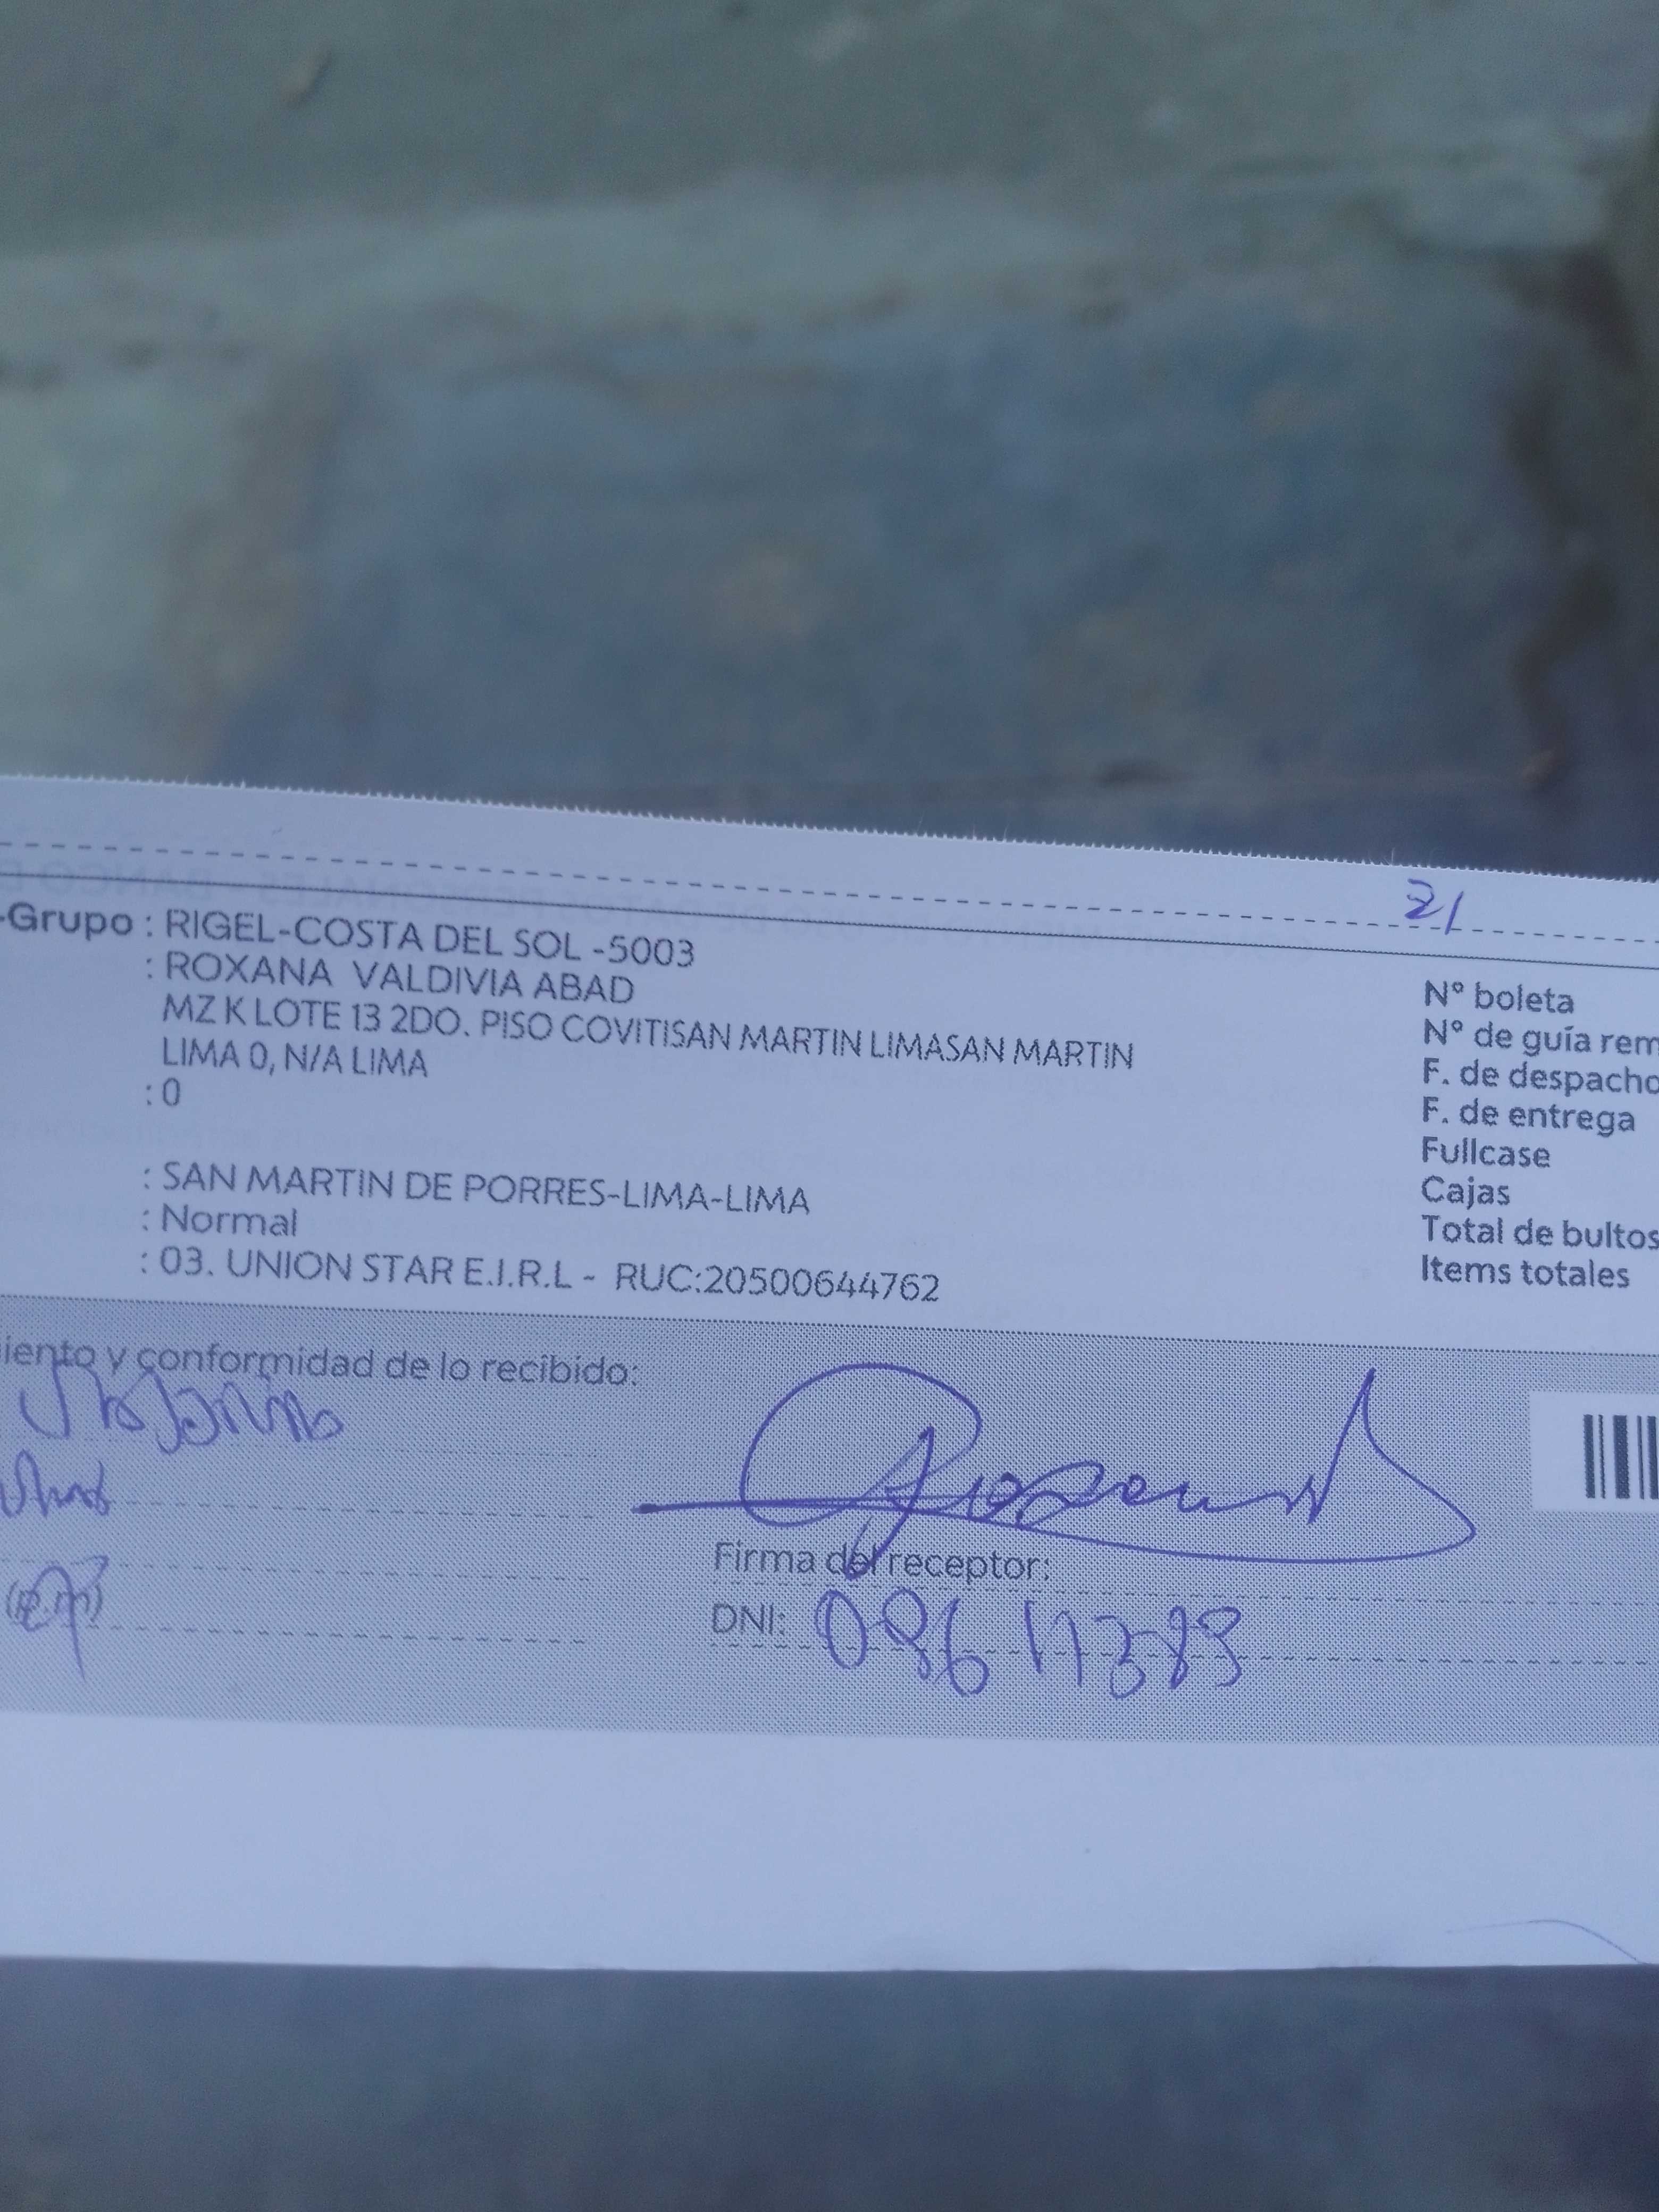 21
-Grupo : RIGEL-COSTA DEL SOL -5003
: ROXANA VALDIVIA ABAD
MZ K LOTE 13 2DO. PISO COVITISAN MARTIN LIMASAN MARTIN
LIMA 0, N/A LIMA
: 0
: SAN MARTIN DE PORRES-LIMA-LIMA
: Normal
: 03. UNION STAR E.I.R.L - RUC:20500644762
N° boleta
N° de guía rem
F. de despacho
F. de entrega
Fullcase
Cajas
Total de bultos
Items totales
iento y conformidad de lo recibido:
Firma del receptor:
DNI: 08617383